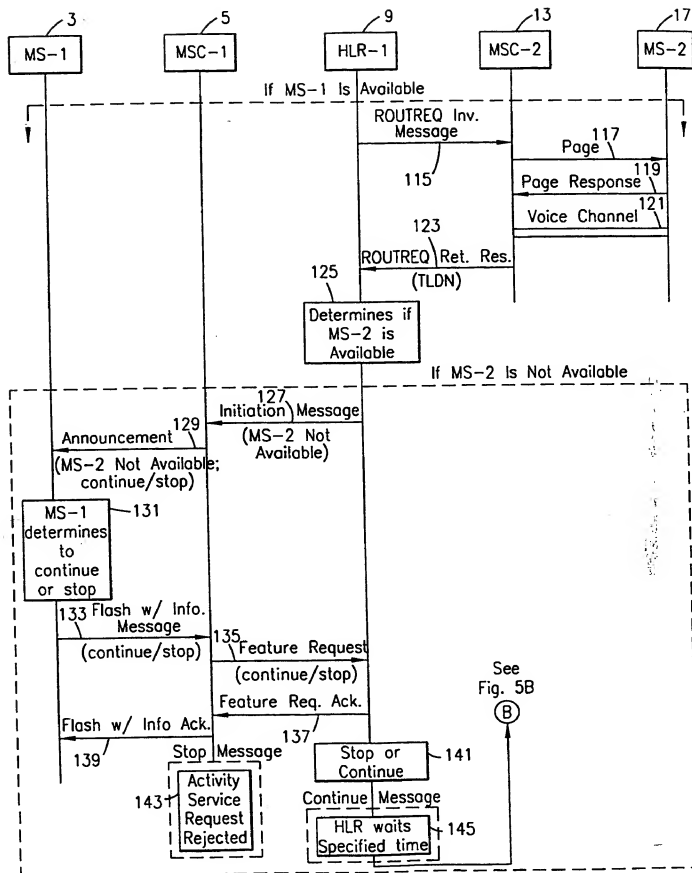 3
5
9
13
17
MS-1
MSC-1
HLR-1
MSC-2
MS-2
If MS-1 Is Available
ROUTREQ Inv.
Message
115
117
Page
Page Response
119
Voice Channel
121
123
ROUTREQ Ret. Res.
(TLDN)
125
Determines if
MS-2 is
Available
If MS-2 Is Not Available
127
Initiation Message
(MS-2 Not
Available)
Announcement
129
(MS-2 Not Available;
continue/stop)
MS-1
determines
to
continue
or stop
131
133
Flash w/ Info.
Message
(continue/stop)
135
Feature Request
(continue/stop)
See
Fig. 5B
B
Feature Req. Ack.
137
Flash w/ Info Ack.
139
Stop Message
143
Activity
Service
Request
Rejected
Stop or
Continue
141
Continue Message
HLR waits
Specified time
145